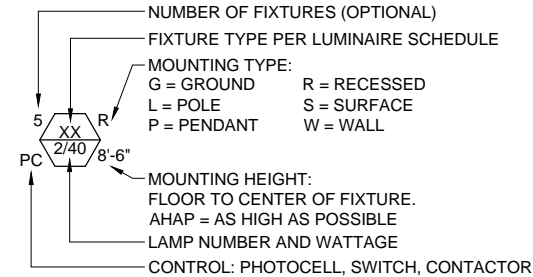 NUMBER OF FIXTURES (OPTIONAL)
FIXTURE TYPE PER LUMINAIRE SCHEDULE
MOUNTING TYPE:
G = GROUND R = RECESSED
L = POLE S = SURFACE
P = PENDANT W = WALL
5 XX R
2/40
PC 8'-6"
MOUNTING HEIGHT:
FLOOR TO CENTER OF FIXTURE.
AHAP = AS HIGH AS POSSIBLE
LAMP NUMBER AND WATTAGE
CONTROL: PHOTOCELL, SWITCH, CONTACTOR